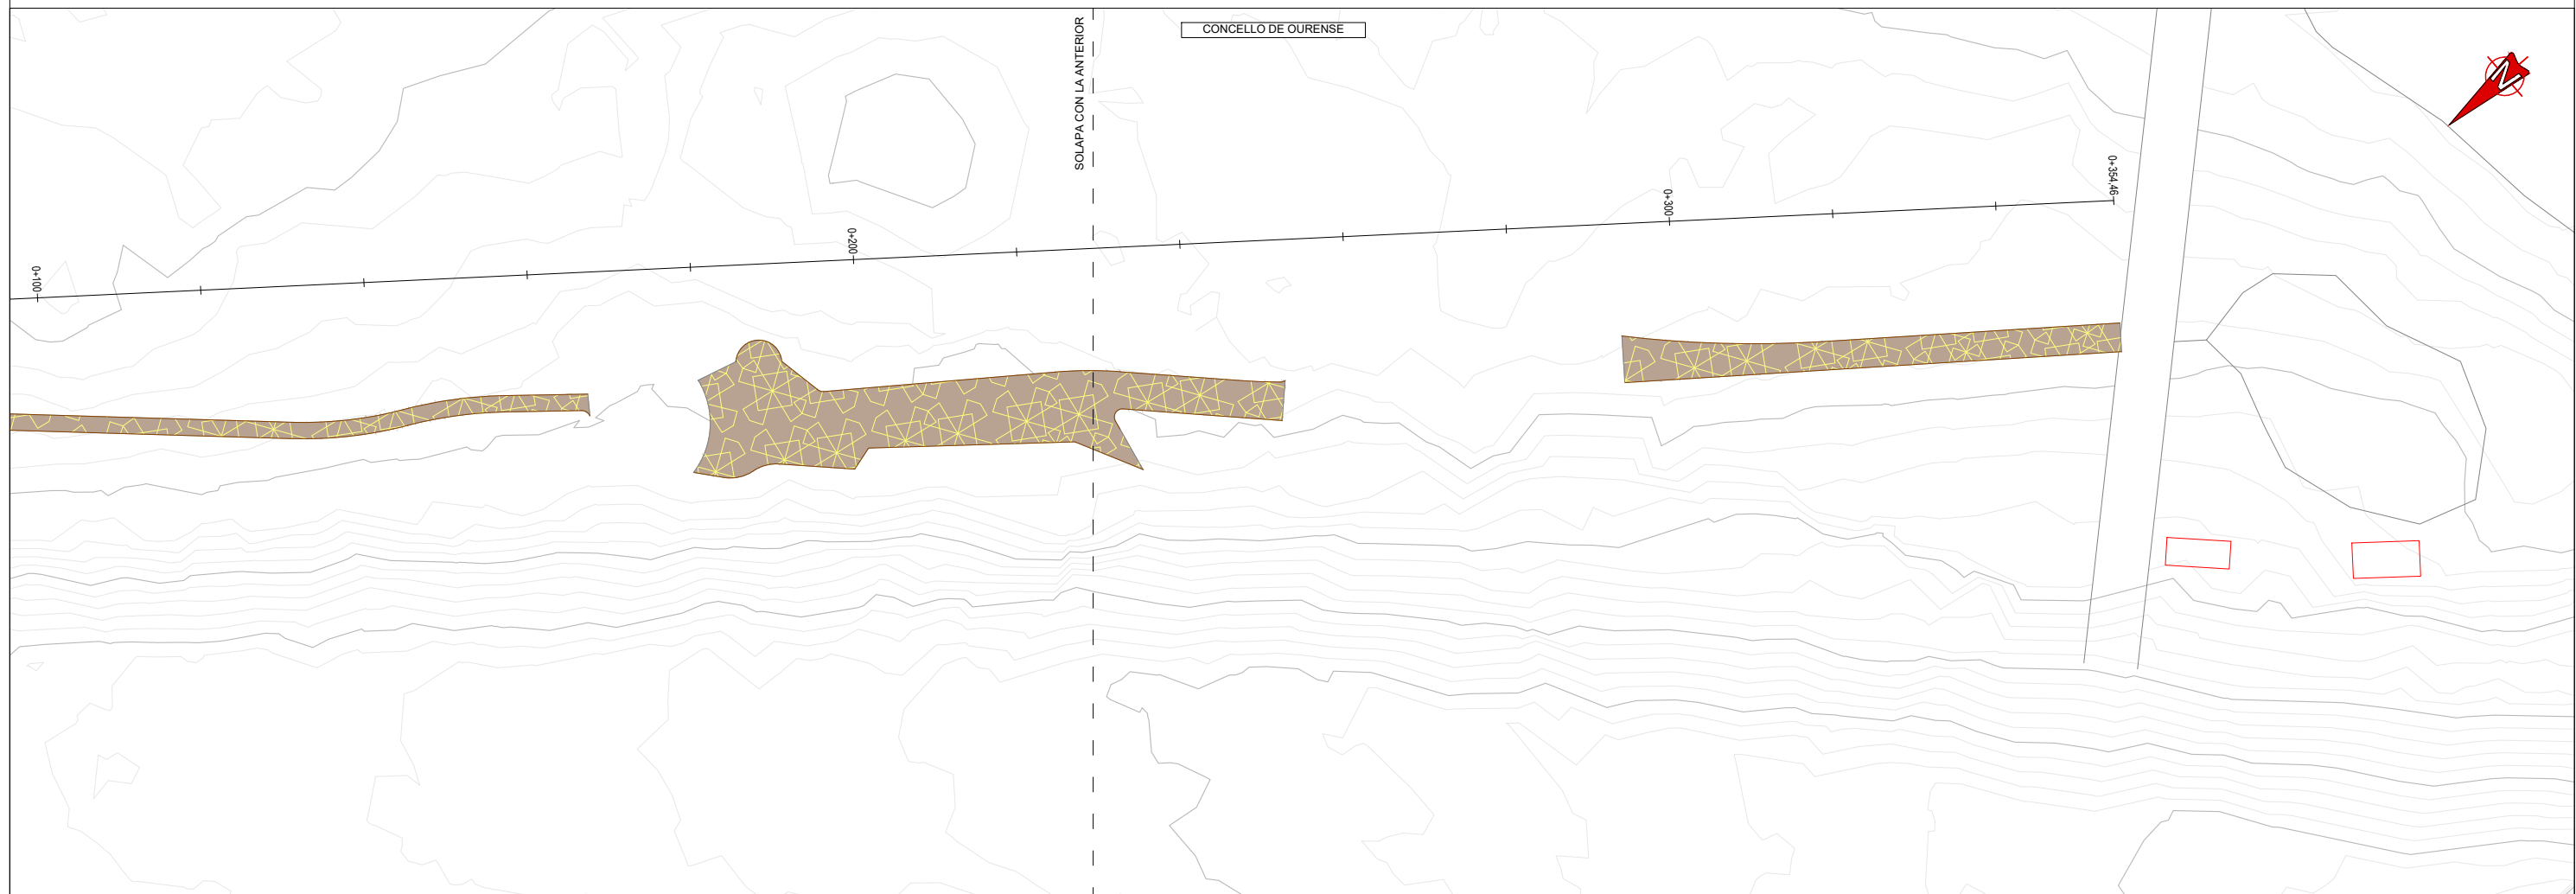 CONCELLO DE OURENSE
SOLAPA CON LA ANTERIOR
N
0+100
0+200
0+300
0+354,46